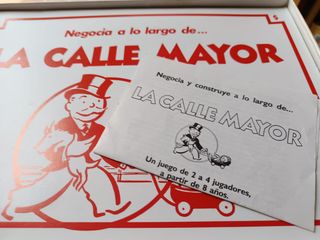 Negocia a lo largo de...
LA CALLE MAYOR
Negocia y construye a lo largo de...
LA CALLE MAYOR
Un juego de 2 a 4 jugadores,
a partir de 8 años.